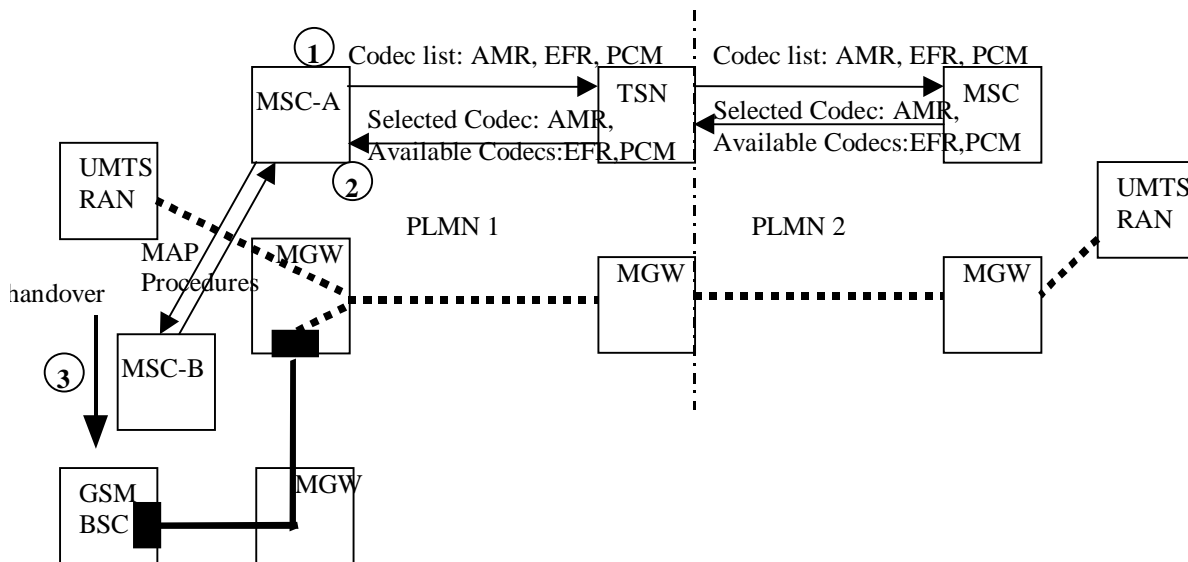 1
Codec list: AMR, EFR, PCM
Codec list: AMR, EFR, PCM
MSC-A
TSN
MSC
Selected Codec: AMR,
Available Codecs:EFR,PCM
Selected Codec: AMR,
Available Codecs:EFR,PCM
2
UMTS
RAN
UMTS
RAN
PLMN 1
PLMN 2
MAP
Procedures
MGW
MGW
MGW
handover
MSC-B
3
GSM
BSC
MGW